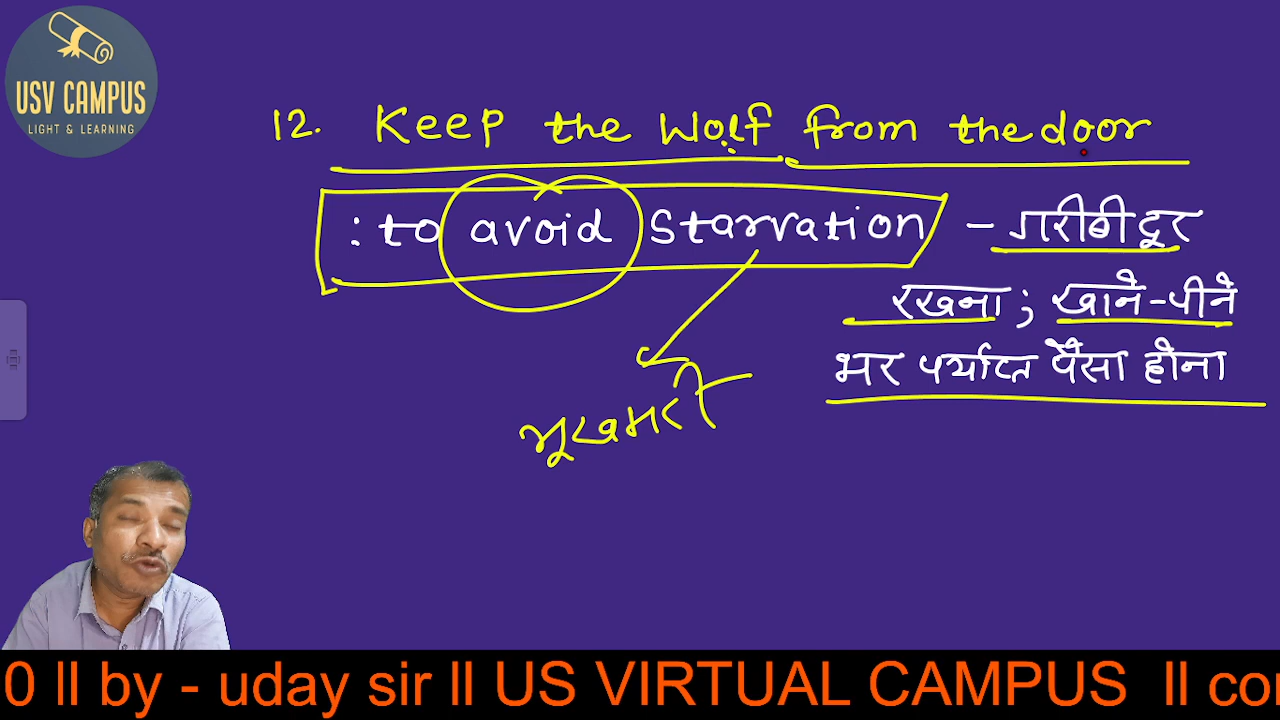 USV CAMPUS
LIGHT & LEARNING
12. Keep the Wolf from the door
: to avoid Starvation - गरीबी दूर
रखना ; खाने-पीने
भर पर्याप्त पैसा होना
भूखमरी
0 ll by - uday sir ll US VIRTUAL CAMPUS ll con